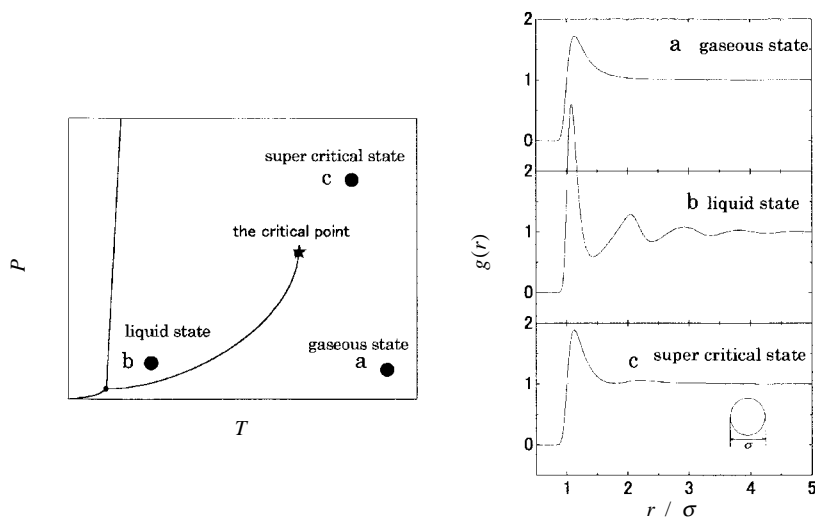 super critical state
c
the critical point
P
liquid state
b
gaseous state
a
T
2
a gaseous state
1
0
2
b liquid state
1
g(r)
0
2
c super critical state
1
σ
0
1 2 3 4 5
r / σ